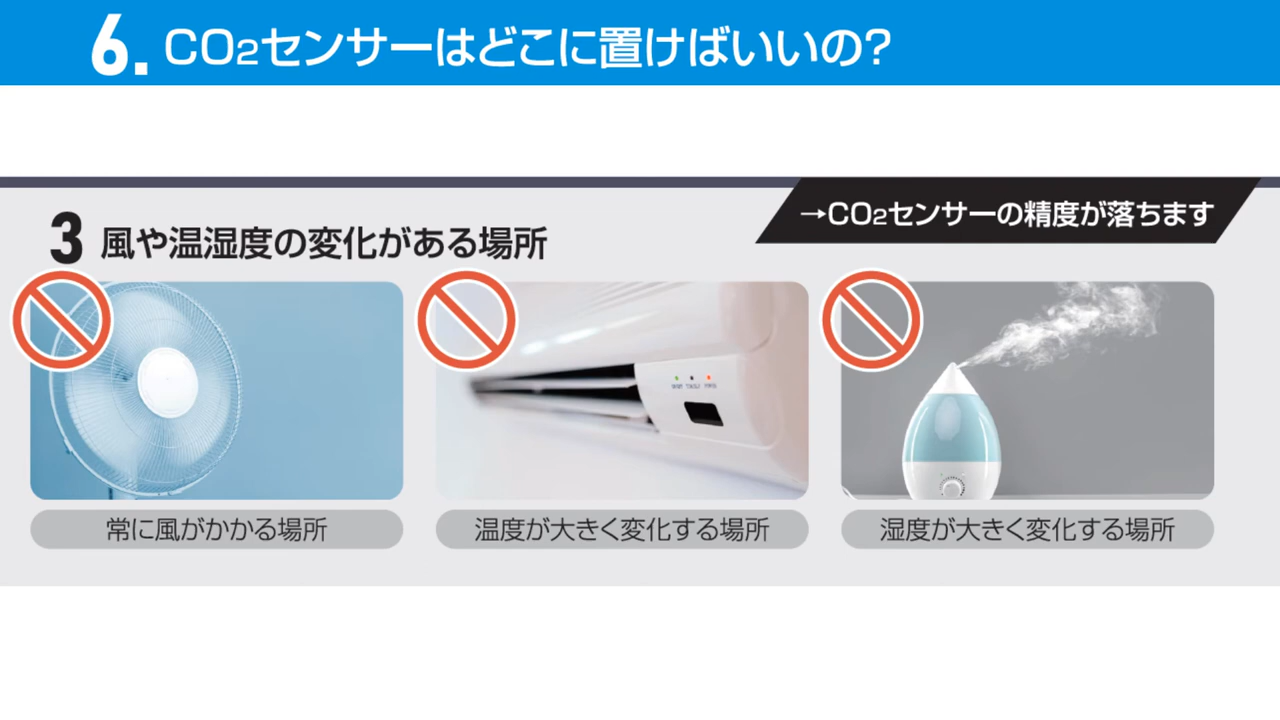 6. CO2センサーはどこに置けばいいの?
→CO2センサーの精度が落ちます
3 風や温湿度の変化がある場所
常に風がかかる場所
温度が大きく変化する場所
湿度が大きく変化する場所